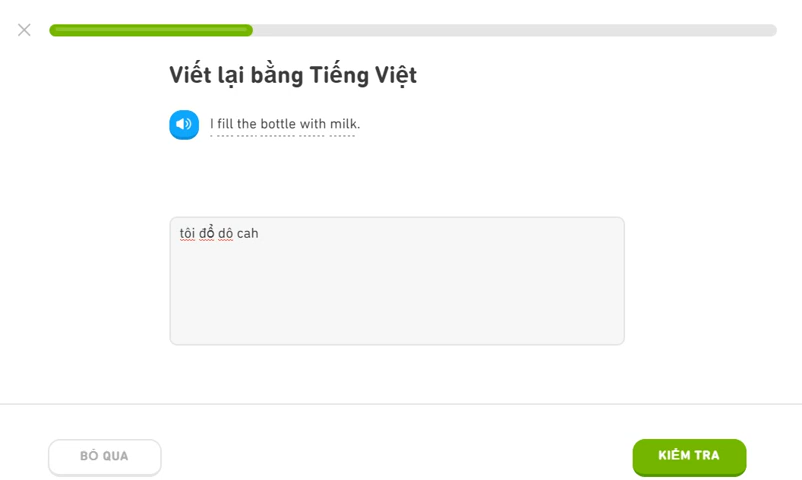 Viết lại bằng Tiếng Việt
I fill the bottle with milk.
tôi đổ dô cah
BỎ QUA
KIỂM TRA